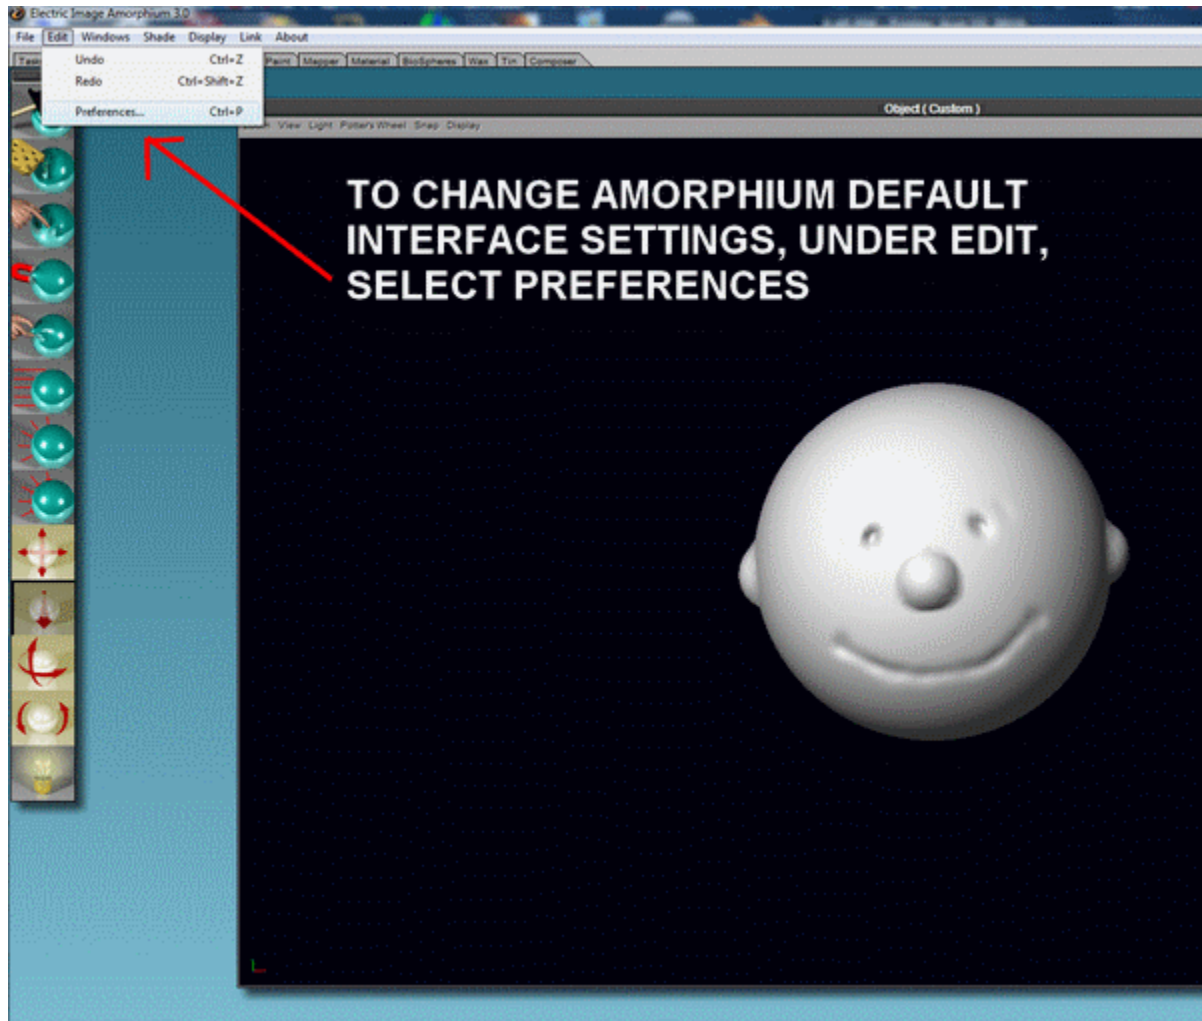 Electric Image Amorphium 3.0
File Edit Windows Shade Display Link About
Undo Ctrl+Z
Redo Ctrl+Shift+Z
Preferences... Ctrl+P
Paint Mapper Material BioSpheres Wax Tin Composer
Object ( Custom )
View Light Potter's Wheel Snap Display
TO CHANGE AMORPHIUM DEFAULT
INTERFACE SETTINGS, UNDER EDIT,
SELECT PREFERENCES